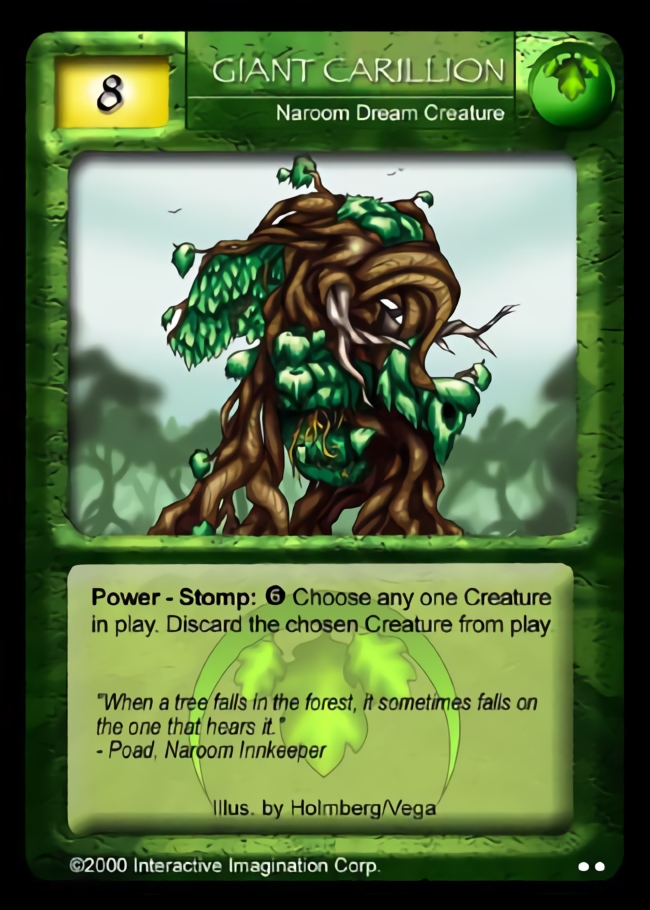 8
GIANT CARILLION
Naroom Dream Creature
Power - Stomp: 6 Choose any one Creature
in play. Discard the chosen Creature from play
"When a tree falls in the forest, it sometimes falls on
the one that hears it."
- Poad, Naroom Innkeeper
Illus. by Holmberg/Vega
©2000 Interactive Imagination Corp.